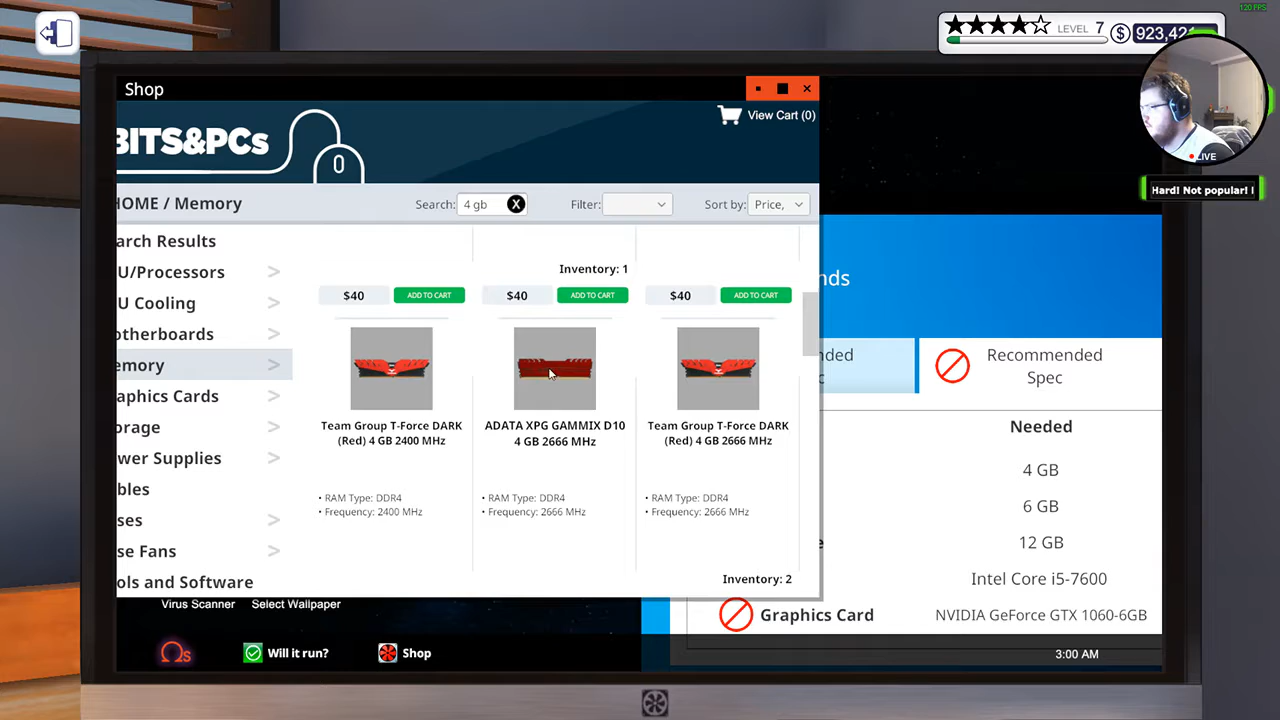 120 FPS
LEVEL 7
$ 923,42
Shop
View Cart (0)
BITS&PCs
HOME / Memory
Search: 4 gb X
Filter:
Sort by: Price,
arch Results
U/Processors >
U Cooling >
otherboards >
emory >
aphics Cards >
orage >
wer Supplies >
bles
ses >
se Fans >
ols and Software
Inventory: 1
$40 ADD TO CART
$40 ADD TO CART
$40 ADD TO CART
Team Group T-Force DARK
(Red) 4 GB 2400 MHz
• RAM Type: DDR4
• Frequency: 2400 MHz
ADATA XPG GAMMIX D10
4 GB 2666 MHz
• RAM Type: DDR4
• Frequency: 2666 MHz
Team Group T-Force DARK
(Red) 4 GB 2666 MHz
• RAM Type: DDR4
• Frequency: 2666 MHz
Inventory: 2
LIVE
Hard! Not popular! I
nds
ded
c
Recommended
Spec
Needed
4 GB
6 GB
e
12 GB
Intel Core i5-7600
Graphics Card
NVIDIA GeForce GTX 1060-6GB
Virus Scanner
Select Wallpaper
Ωs
Will it run?
Shop
3:00 AM